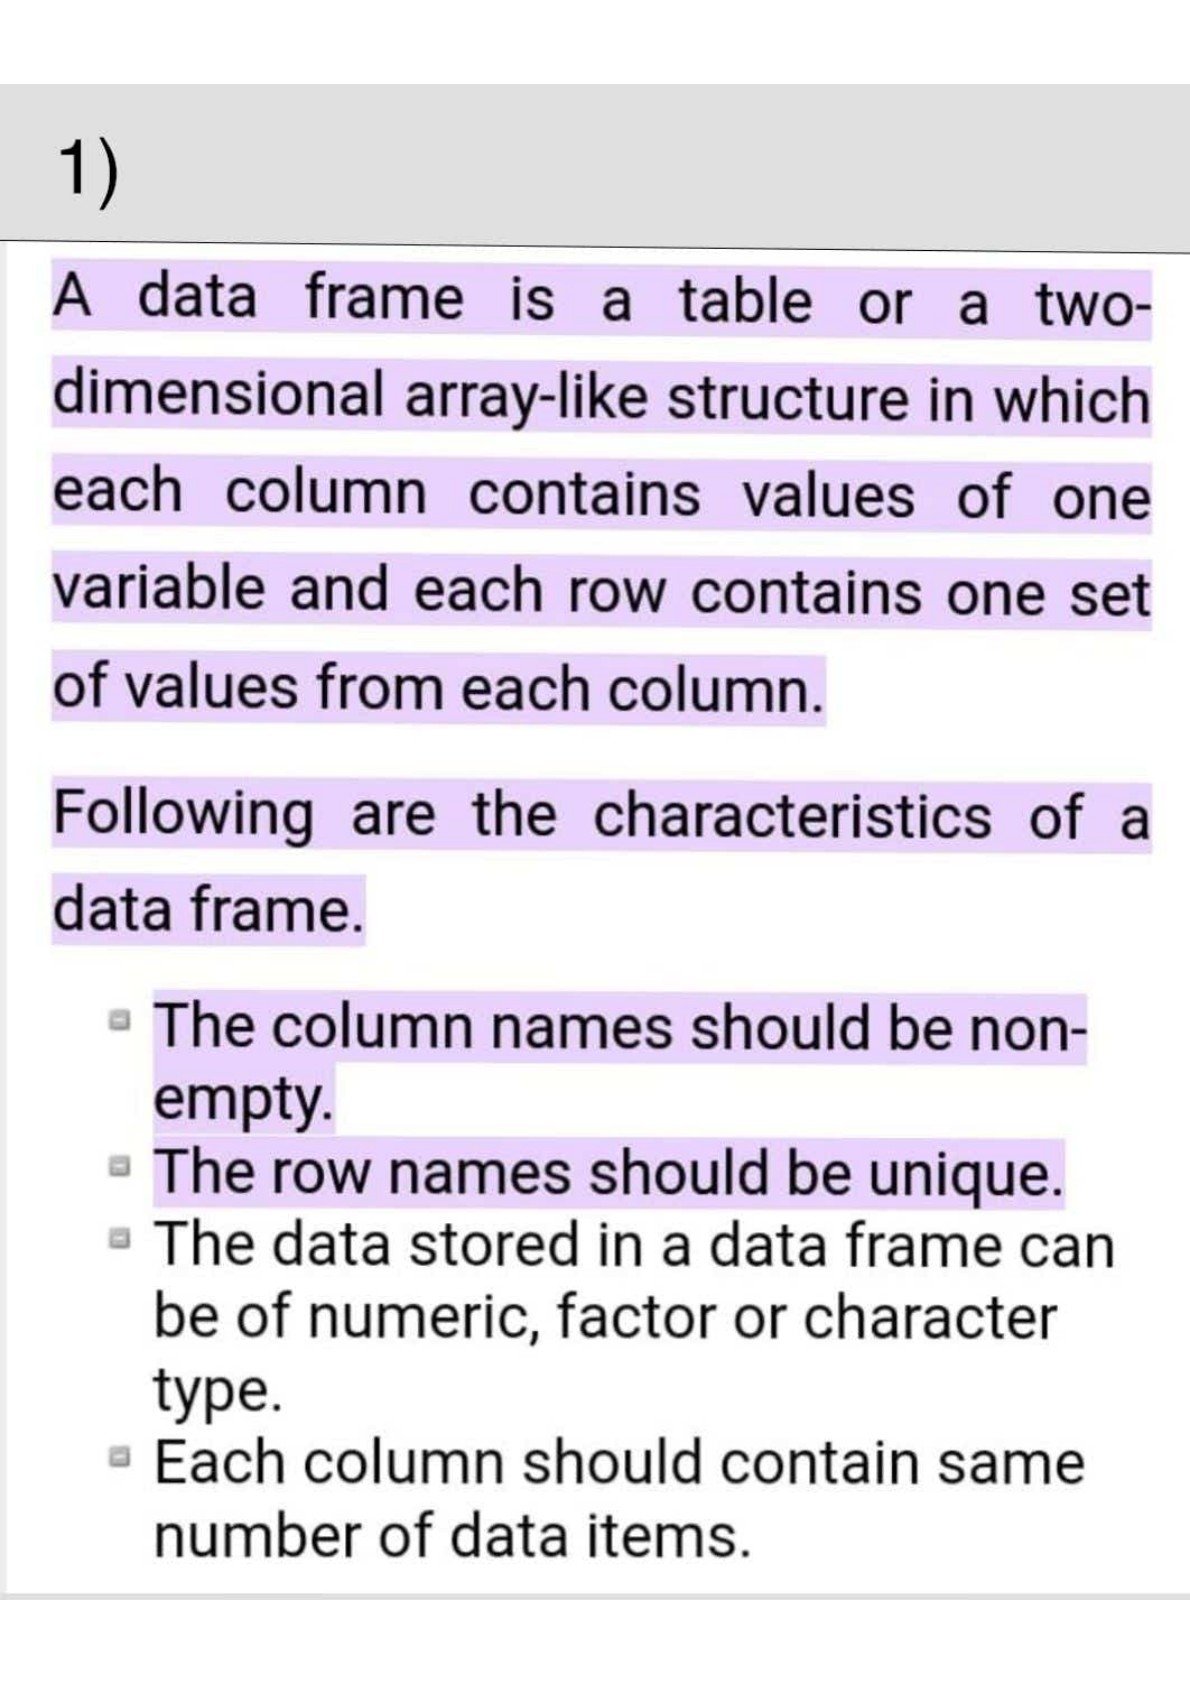 1)
A data frame is a table or a two-
dimensional array-like structure in which
each column contains values of one
variable and each row contains one set
of values from each column.
Following are the characteristics of a
data frame.
The column names should be non-
empty.
The row names should be unique.
The data stored in a data frame can
be of numeric, factor or character
type.
Each column should contain same
number of data items.